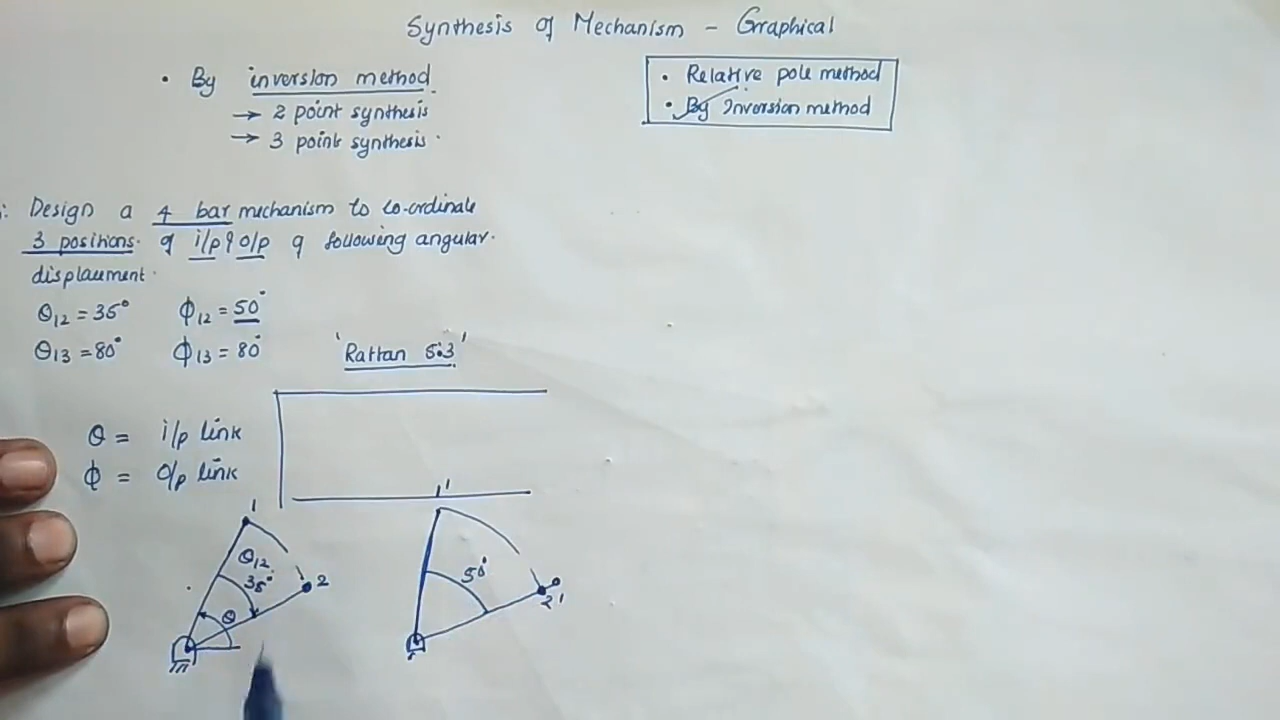 Synthesis of Mechanism - Graphical
• By inversion method.
→ 2 point synthesis
→ 3 point synthesis.
• Relative pole method
• By Inversion method
: Design a 4 bar mechanism to co-ordinate
3 positions. of i/p & o/p of following angular.
displacement.
θ12 = 35° ϕ12 = 50°
θ13 = 80° ϕ13 = 80°
'Rattan 5.3'
θ = i/p link
ϕ = o/p link
1
θ12
35°
2
θ
1'
50°
2'